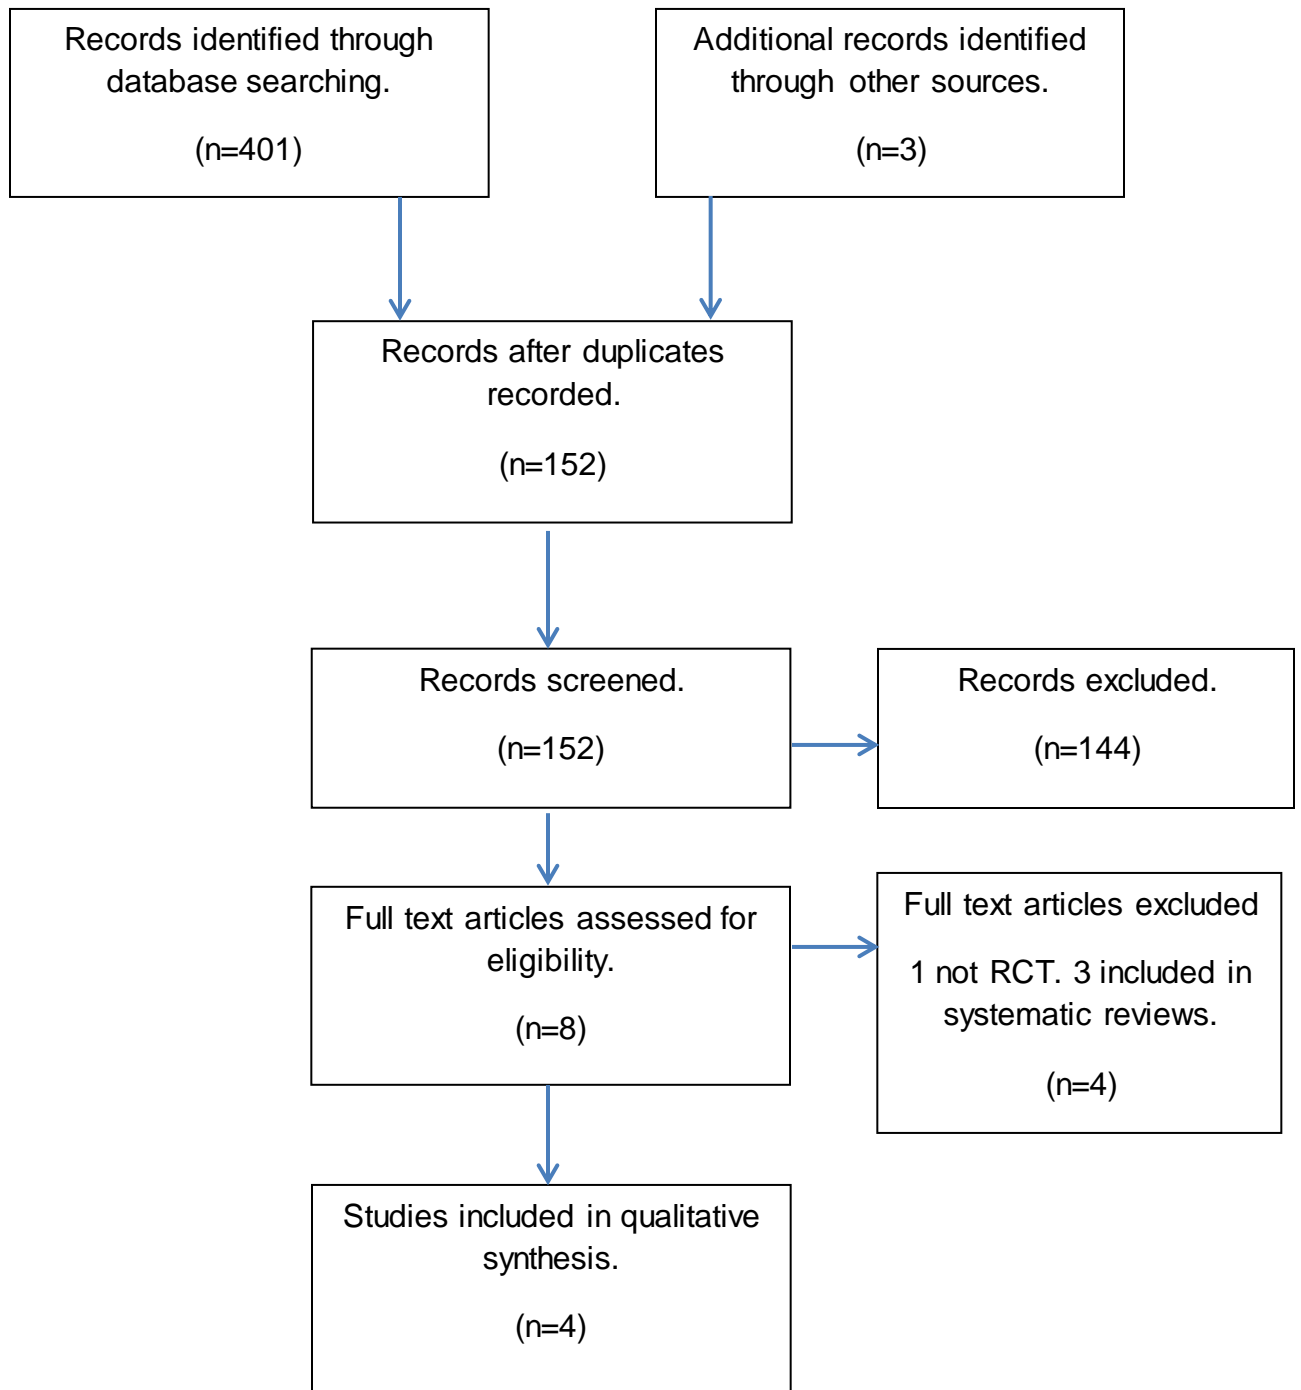 Records identified through
database searching.
(n=401)
Additional records identified
through other sources.
(n=3)
Records after duplicates
recorded.
(n=152)
Records screened.
(n=152)
Records excluded.
(n=144)
Full text articles assessed for
eligibility.
(n=8)
Full text articles excluded
1 not RCT. 3 included in
systematic reviews.
(n=4)
Studies included in qualitative
synthesis.
(n=4)